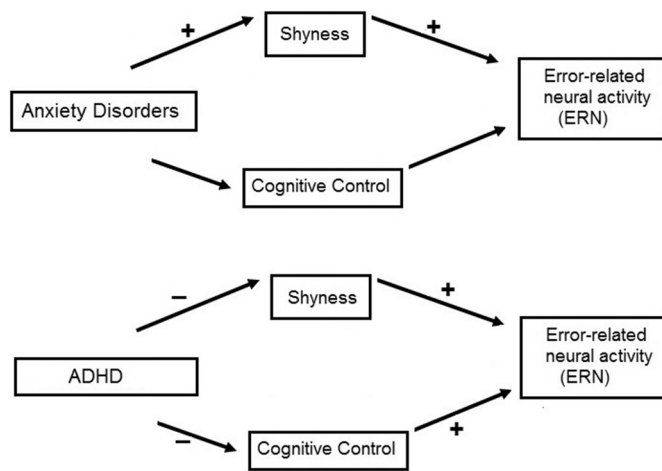 +
Shyness
+
Anxiety Disorders
Error-related
neural activity
(ERN)
Cognitive Control
−
Shyness
+
ADHD
Error-related
neural activity
(ERN)
−
Cognitive Control
+